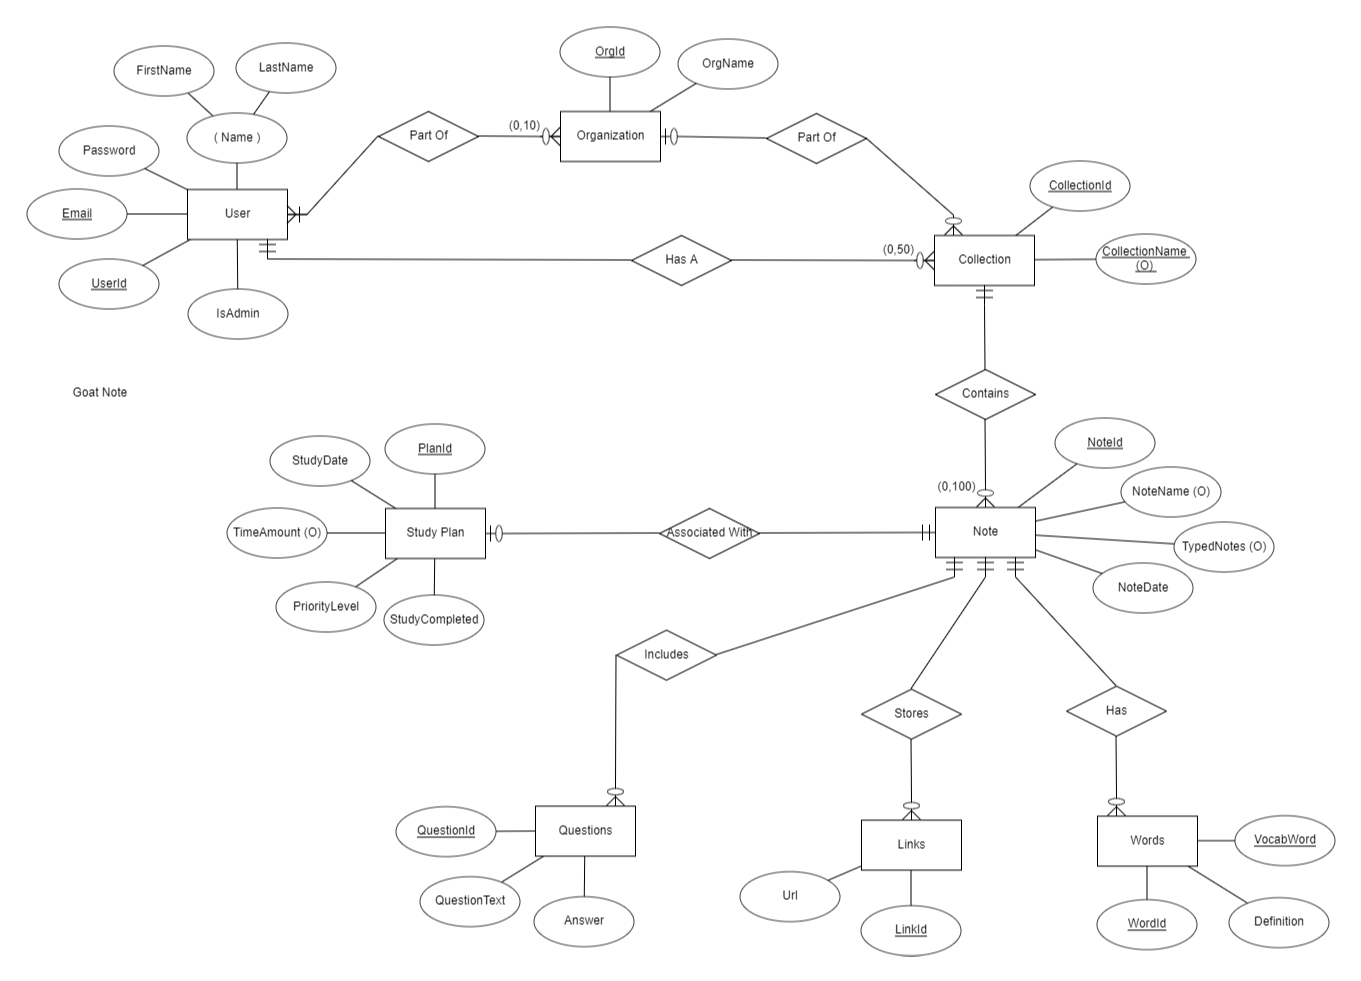 OrgId
OrgName
FirstName
LastName
( Name )
Password
Email
User
UserId
IsAdmin
Part Of
(0,10)
Organization
Part Of
CollectionId
CollectionName
(O)
Has A
(0,50)
Collection
Goat Note
Contains
StudyDate
PlanId
NoteId
(0,100)
NoteName (O)
TimeAmount (O)
Study Plan
Associated With
Note
TypedNotes (O)
NoteDate
PriorityLevel
StudyCompleted
Includes
Stores
Has
QuestionId
Questions
Links
Words
VocabWord
QuestionText
Answer
Url
LinkId
WordId
Definition